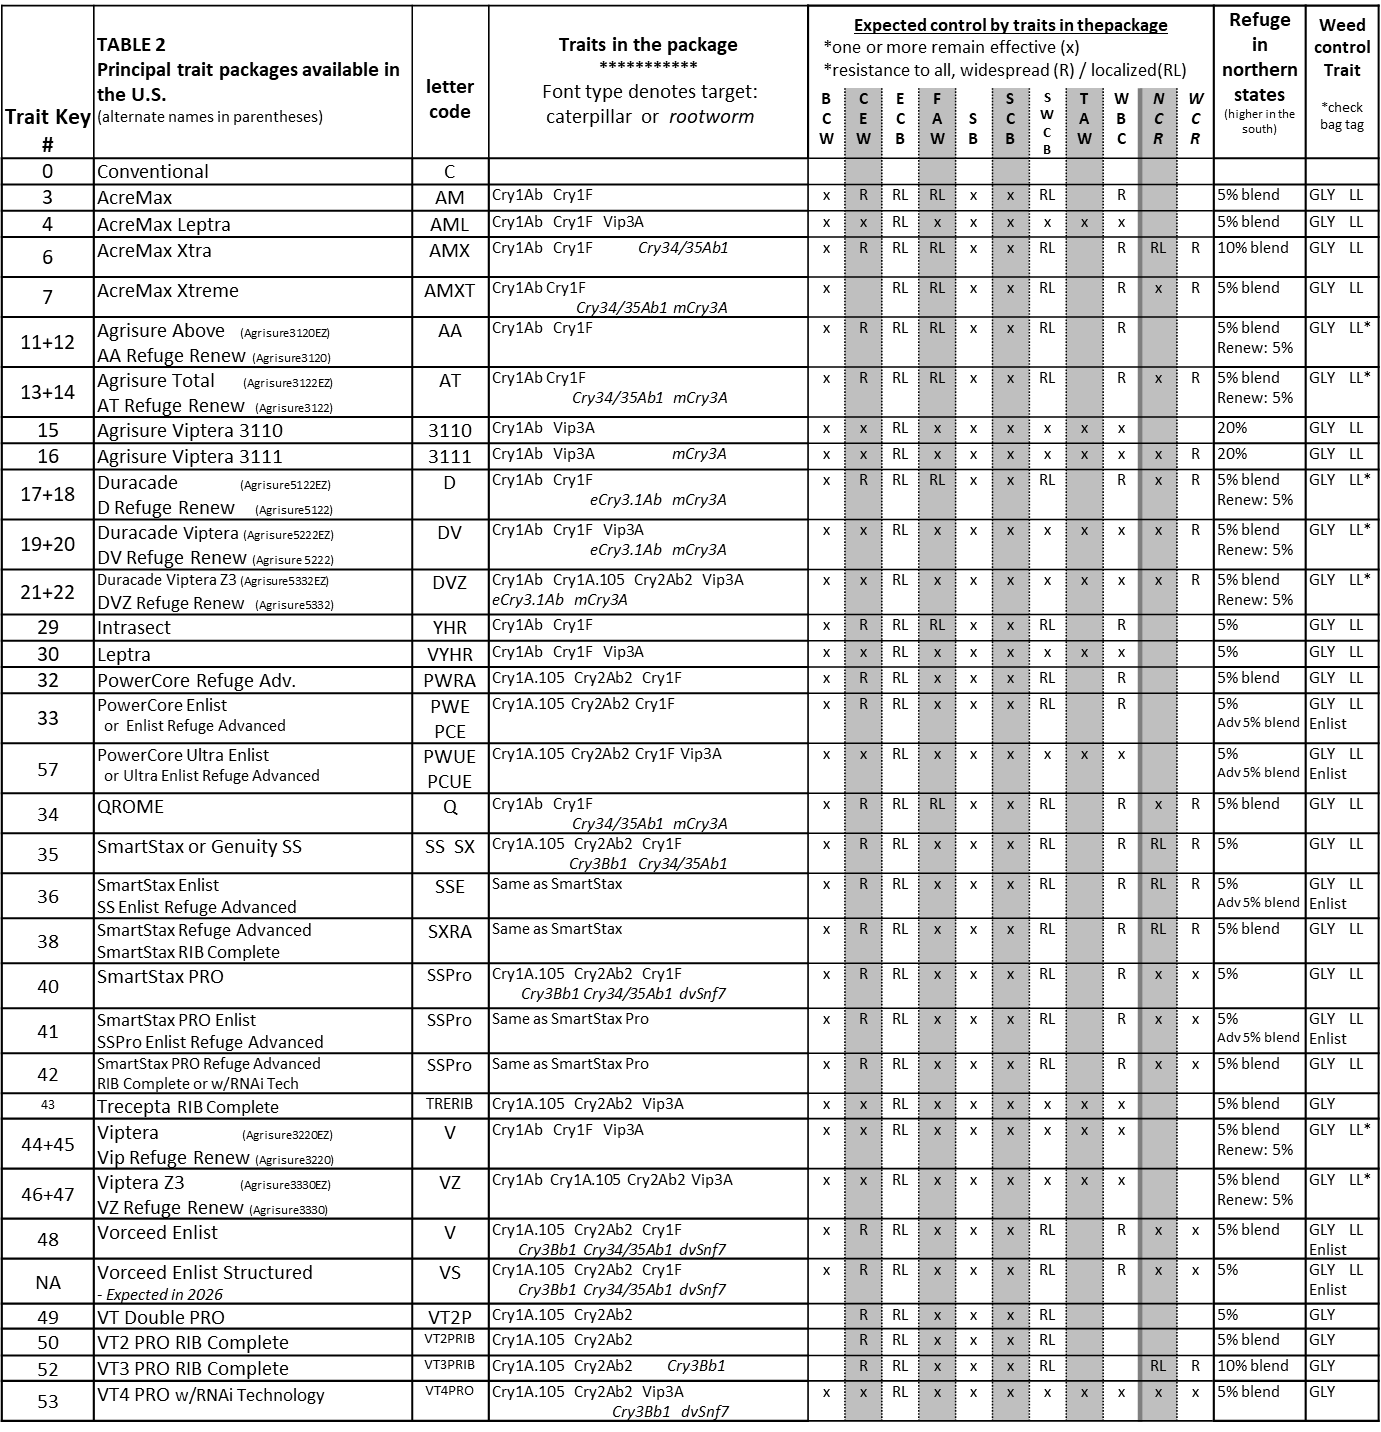 TABLE 2
Principal trait packages available in the U.S.
(alternate names in parentheses)
Trait Key #
letter code
Traits in the package
***********
Font type denotes target:
caterpillar or rootworm
Expected control by traits in thepackage
*one or more remain effective (x)
*resistance to all, widespread (R) / localized(RL)
BCW CEW ECB FAW SB SCB SWCB TAW WBC NCR WCR
Refuge in northern states
(higher in the south)
Weed control Trait
*check bag tag
0 Conventional C
3 AcreMax AM Cry1Ab Cry1F x R RL RL x x RL R 5% blend GLY LL
4 AcreMax Leptra AML Cry1Ab Cry1F Vip3A x x RL x x x x x x 5% blend GLY LL
6 AcreMax Xtra AMX Cry1Ab Cry1F Cry34/35Ab1 x R RL RL x x RL R RL R 10% blend GLY LL
7 AcreMax Xtreme AMXT Cry1Ab Cry1F x RL RL x x RL R x R 5% blend GLY LL
Cry34/35Ab1 mCry3A
11+12 Agrisure Above (Agrisure3120EZ) AA Cry1Ab Cry1F x R RL RL x x RL R 5% blend GLY LL*
AA Refuge Renew (Agrisure3120) Renew: 5%
13+14 Agrisure Total (Agrisure3122EZ) AT Cry1Ab Cry1F x R RL RL x x RL R x R 5% blend GLY LL*
AT Refuge Renew (Agrisure3122) Cry34/35Ab1 mCry3A Renew: 5%
15 Agrisure Viptera 3110 3110 Cry1Ab Vip3A x x RL x x x x x x 20% GLY LL
16 Agrisure Viptera 3111 3111 Cry1Ab Vip3A mCry3A x x RL x x x x x x x R 20% GLY LL
17+18 Duracade (Agrisure5122EZ) D Cry1Ab Cry1F x R RL RL x x RL R x R 5% blend GLY LL*
D Refuge Renew (Agrisure5122) eCry3.1Ab mCry3A Renew: 5%
19+20 Duracade Viptera (Agrisure5222EZ) DV Cry1Ab Cry1F Vip3A x x RL x x x x x x x R 5% blend GLY LL*
DV Refuge Renew (Agrisure 5222) eCry3.1Ab mCry3A Renew: 5%
21+22 Duracade Viptera Z3 (Agrisure5332EZ) DVZ Cry1Ab Cry1A.105 Cry2Ab2 Vip3A x x RL x x x x x x x R 5% blend GLY LL*
DVZ Refuge Renew (Agrisure5332) eCry3.1Ab mCry3A Renew: 5%
29 Intrasect YHR Cry1Ab Cry1F x R RL RL x x RL R 5% GLY LL
30 Leptra VYHR Cry1Ab Cry1F Vip3A x x RL x x x x x x 5% GLY LL
32 PowerCore Refuge Adv. PWRA Cry1A.105 Cry2Ab2 Cry1F x R RL x x x RL R 5% blend GLY LL
33 PowerCore Enlist PWE Cry1A.105 Cry2Ab2 Cry1F x R RL x x x RL R 5% GLY LL
or Enlist Refuge Advanced PCE Adv 5% blend Enlist
57 PowerCore Ultra Enlist PWUE Cry1A.105 Cry2Ab2 Cry1F Vip3A x x RL x x x x x x 5% GLY LL
or Ultra Enlist Refuge Advanced PCUE Adv 5% blend Enlist
34 QROME Q Cry1Ab Cry1F x R RL RL x x RL R x R 5% blend GLY LL
Cry34/35Ab1 mCry3A
35 SmartStax or Genuity SS SS SX Cry1A.105 Cry2Ab2 Cry1F x R RL x x x RL R RL R 5% GLY LL
Cry3Bb1 Cry34/35Ab1
36 SmartStax Enlist SSE Same as SmartStax x R RL x x x RL R RL R 5% GLY LL
SS Enlist Refuge Advanced Adv 5% blend Enlist
38 SmartStax Refuge Advanced SXRA Same as SmartStax x R RL x x x RL R RL R 5% blend GLY LL
SmartStax RIB Complete
40 SmartStax PRO SSPro Cry1A.105 Cry2Ab2 Cry1F x R RL x x x RL R x x 5% GLY LL
Cry3Bb1 Cry34/35Ab1 dvSnf7
41 SmartStax PRO Enlist SSPro Same as SmartStax Pro x R RL x x x RL R x x 5% GLY LL
SSPro Enlist Refuge Advanced Adv 5% blend Enlist
42 SmartStax PRO Refuge Advanced SSPro Same as SmartStax Pro x R RL x x x RL R x x 5% blend GLY LL
RIB Complete or w/RNAi Tech
43 Trecepta RIB Complete TRERIB Cry1A.105 Cry2Ab2 Vip3A x x RL x x x x x x 5% blend GLY
44+45 Viptera (Agrisure3220EZ) V Cry1Ab Cry1F Vip3A x x RL x x x x x x 5% blend GLY LL*
Vip Refuge Renew (Agrisure3220) Renew: 5%
46+47 Viptera Z3 (Agrisure3330EZ) VZ Cry1Ab Cry1A.105 Cry2Ab2 Vip3A x x RL x x x x x x 5% blend GLY LL*
VZ Refuge Renew (Agrisure3330) Renew: 5%
48 Vorceed Enlist V Cry1A.105 Cry2Ab2 Cry1F x R RL x x x RL R x x 5% blend GLY LL
Cry3Bb1 Cry34/35Ab1 dvSnf7 Enlist
NA Vorceed Enlist Structured VS Cry1A.105 Cry2Ab2 Cry1F x R RL x x x RL R x x 5% GLY LL
- Expected in 2026 Cry3Bb1 Cry34/35Ab1 dvSnf7 Enlist
49 VT Double PRO VT2P Cry1A.105 Cry2Ab2 R RL x x x RL 5% GLY
50 VT2 PRO RIB Complete VT2PRIB Cry1A.105 Cry2Ab2 R RL x x x RL 5% blend GLY
52 VT3 PRO RIB Complete VT3PRIB Cry1A.105 Cry2Ab2 Cry3Bb1 R RL x x x RL RL R 10% blend GLY
53 VT4 PRO w/RNAi Technology VT4PRO Cry1A.105 Cry2Ab2 Vip3A x x RL x x x x x x x x 5% blend GLY
Cry3Bb1 dvSnf7